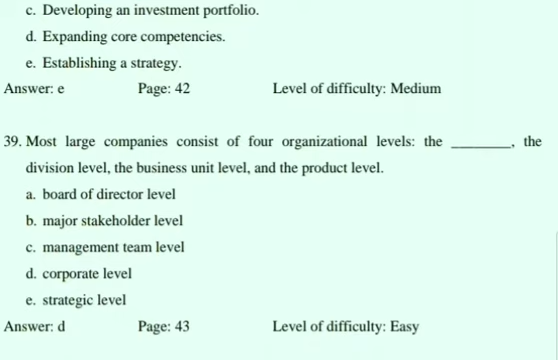 c. Developing an investment portfolio.
d. Expanding core competencies.
e. Establishing a strategy.
Answer: e Page: 42 Level of difficulty: Medium
39. Most large companies consist of four organizational levels: the ________, the
division level, the business unit level, and the product level.
a. board of director level
b. major stakeholder level
c. management team level
d. corporate level
e. strategic level
Answer: d Page: 43 Level of difficulty: Easy